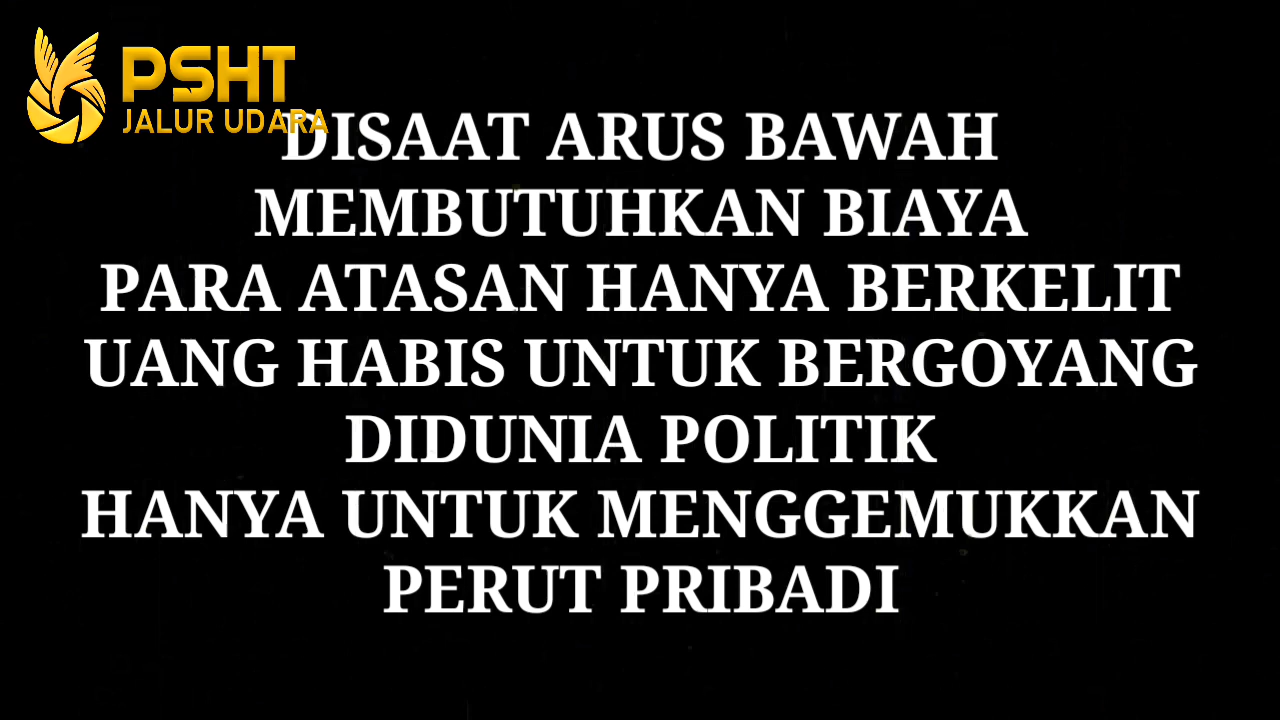 PSHT
JALUR UDARA
DISAAT ARUS BAWAH
MEMBUTUHKAN BIAYA
PARA ATASAN HANYA BERKELIT
UANG HABIS UNTUK BERGOYANG
DIDUNIA POLITIK
HANYA UNTUK MENGGEMUKKAN
PERUT PRIBADI